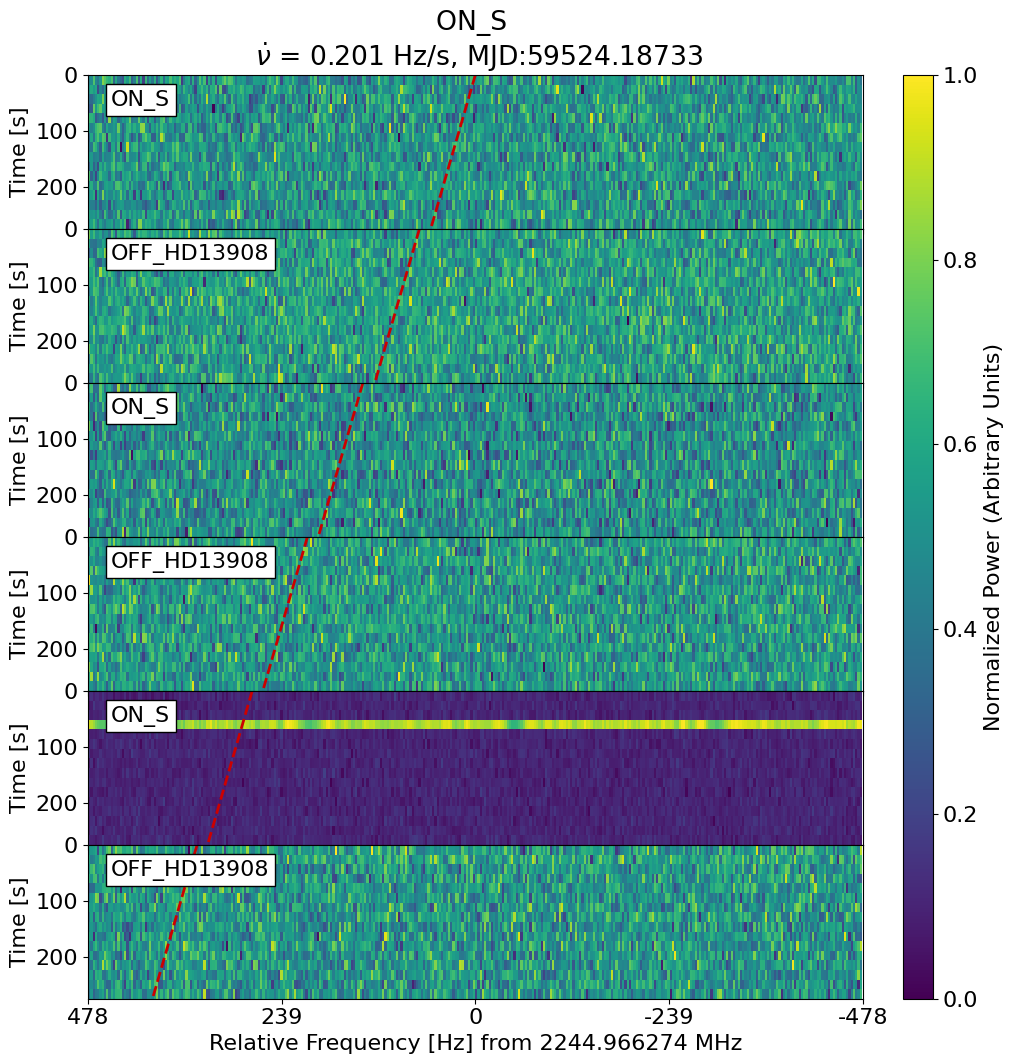 ON_S
ν̇ = 0.201 Hz/s, MJD:59524.18733
0
ON_S
100
Time [s]
200
0
OFF_HD13908
100
Time [s]
200
0
ON_S
100
Time [s]
200
0
OFF_HD13908
100
Time [s]
200
0
ON_S
100
Time [s]
200
0
OFF_HD13908
100
Time [s]
200
478 239 0 -239 -478
Relative Frequency [Hz] from 2244.966274 MHz
1.0
0.8
0.6
0.4
0.2
0.0
Normalized Power (Arbitrary Units)